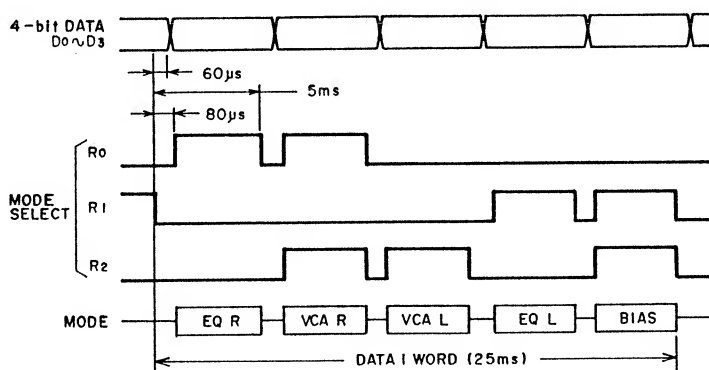 4-bit DATA
D0~D3
60µs
5ms
80µs
R0
MODE
SELECT
R1
R2
MODE
EQ R
VCA R
VCA L
EQ L
BIAS
DATA 1 WORD (25ms)